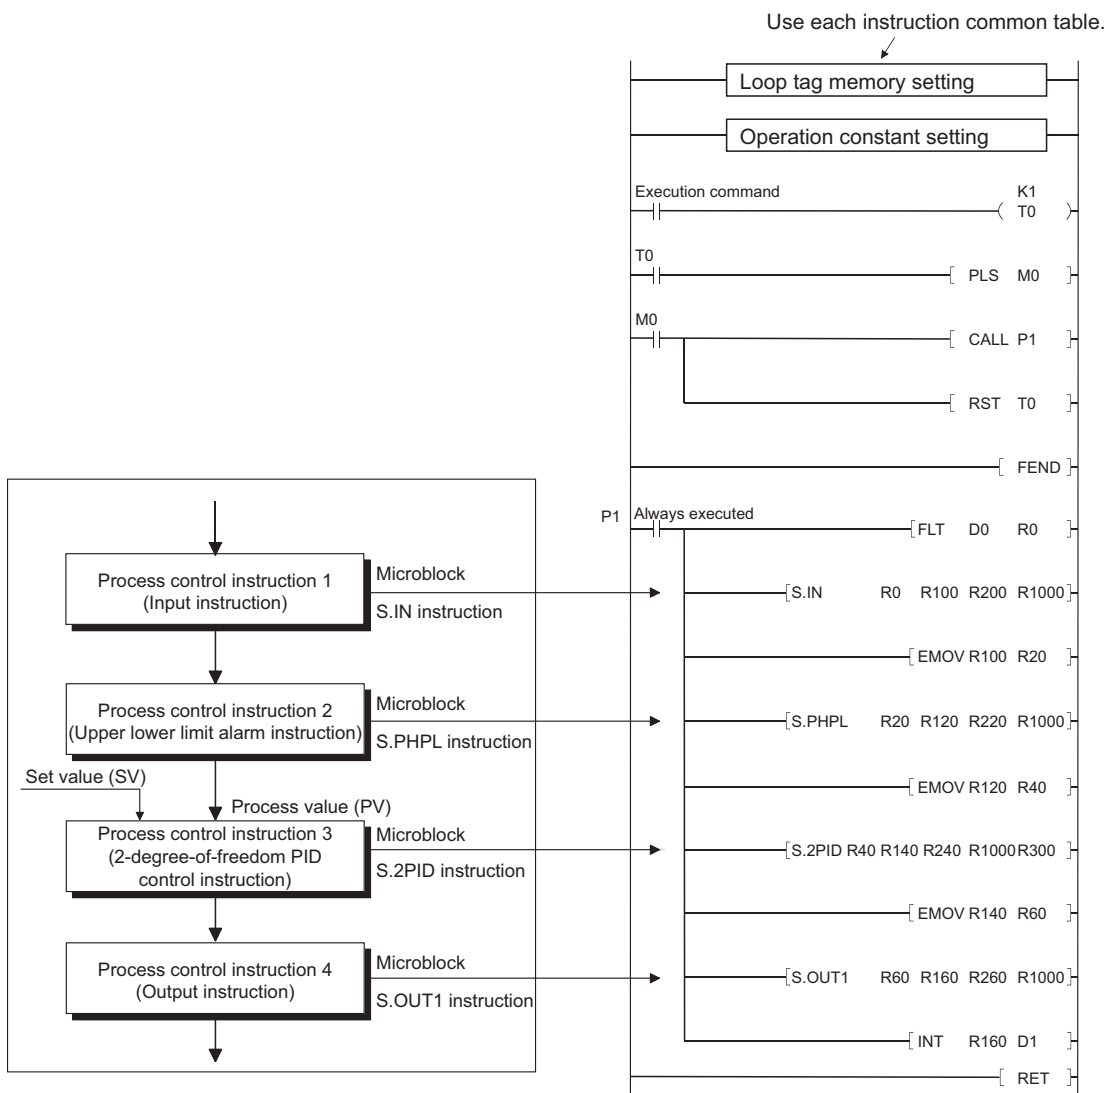 Use each instruction common table.
Loop tag memory setting
Operation constant setting
Execution command
K1
T0
T0
PLS M0
M0
CALL P1
RST T0
FEND
P1
Always executed
FLT D0 R0
S.IN R0 R100 R200 R1000
EMOV R100 R20
S.PHPL R20 R120 R220 R1000
EMOV R120 R40
S.2PID R40 R140 R240 R1000R300
EMOV R140 R60
S.OUT1 R60 R160 R260 R1000
INT R160 D1
RET
Process control instruction 1
(Input instruction)
Microblock
S.IN instruction
Process control instruction 2
(Upper lower limit alarm instruction)
Microblock
S.PHPL instruction
Set value (SV)
Process value (PV)
Process control instruction 3
(2-degree-of-freedom PID
control instruction)
Microblock
S.2PID instruction
Process control instruction 4
(Output instruction)
Microblock
S.OUT1 instruction